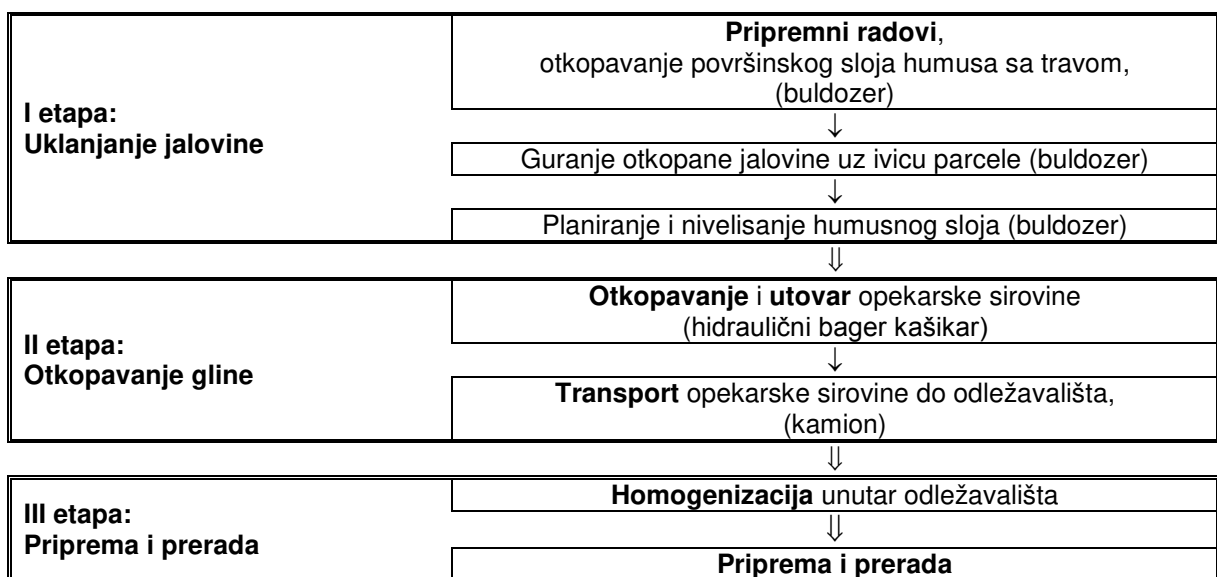 I etapa:
Uklanjanje jalovine
Pripremni radovi,
otkopavanje površinskog sloja humusa sa travom,
(buldozer)
↓
Guranje otkopane jalovine uz ivicu parcele (buldozer)
↓
Planiranje i nivelisanje humusnog sloja (buldozer)
⇓
II etapa:
Otkopavanje gline
Otkopavanje i utovar opekarske sirovine
(hidraulični bager kašikar)
↓
Transport opekarske sirovine do odležavališta,
(kamion)
⇓
III etapa:
Priprema i prerada
Homogenizacija unutar odležavališta
⇓
Priprema i prerada